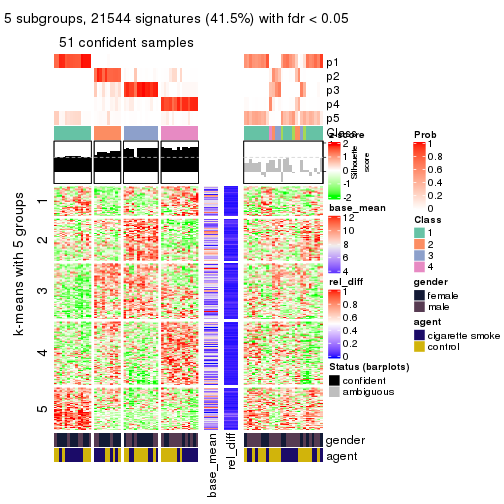 5 subgroups, 21544 signatures (41.5%) with fdr < 0.05
51 confident samples
p1
p2
p3
p4
p5
Class
1
2
3
4
5
k-means with 5 groups
gender
agent
base_mean
rel_diff
Silhouette
score
z-score
2
1
0
-1
-2
base_mean
12
10
8
6
4
rel_diff
1
0.8
0.6
0.4
0.2
0
Status (barplots)
confident
ambiguous
Prob
1
0.8
0.6
0.4
0.2
0
Class
1
2
3
4
gender
female
male
agent
cigarette smoke
control